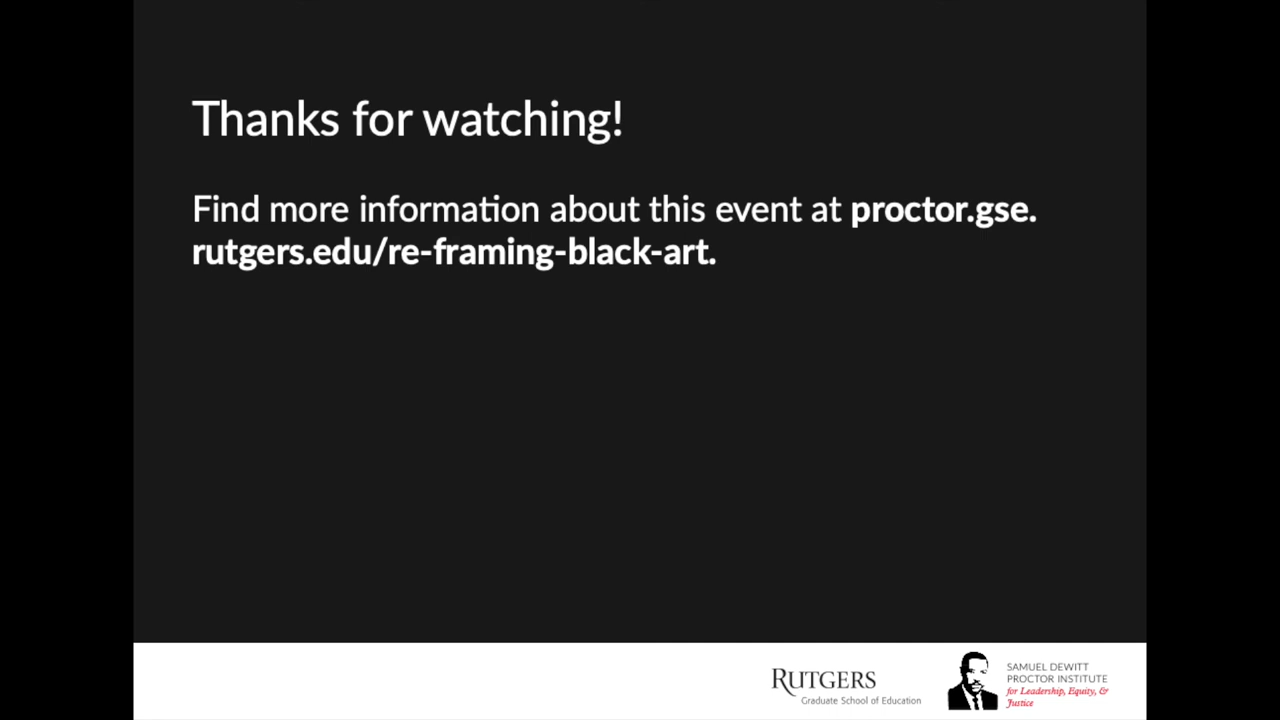 Thanks for watching!
Find more information about this event at proctor.gse.
rutgers.edu/re-framing-black-art.
RUTGERS
Graduate School of Education
SAMUEL DEWITT
PROCTOR INSTITUTE
for Leadership, Equity, &
Justice